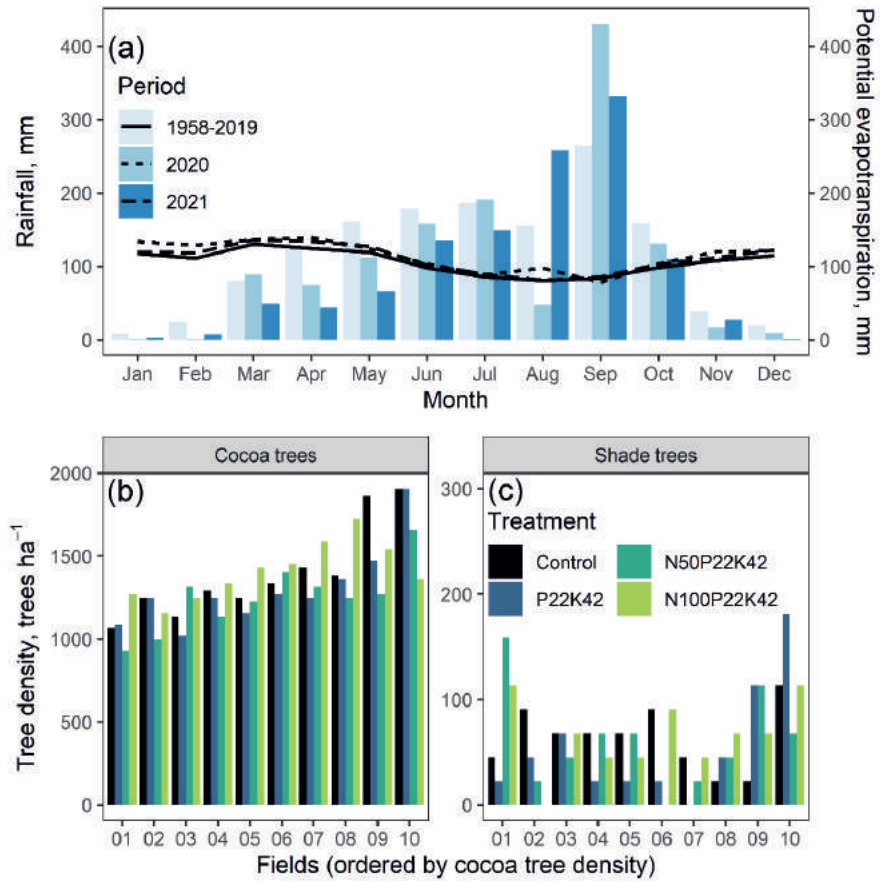 (a)
Period
1958-2019
2020
2021
Rainfall, mm
400
300
200
100
0
Potential evapotranspiration, mm
400
300
200
100
0
Jan Feb Mar Apr May Jun Jul Aug Sep Oct Nov Dec
Month
Cocoa trees
(b)
Tree density, trees ha⁻¹
2000
1500
1000
500
0
01 02 03 04 05 06 07 08 09 10
Shade trees
(c)
Treatment
Control N50P22K42
P22K42 N100P22K42
300
200
100
0
01 02 03 04 05 06 07 08 09 10
Fields (ordered by cocoa tree density)